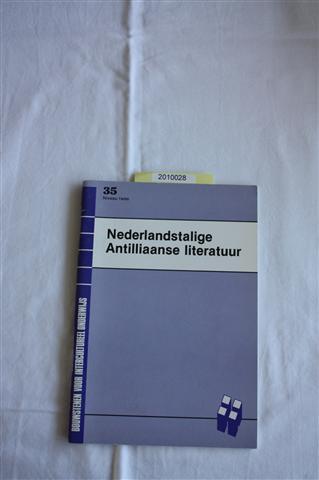 2010028
35
Niveau twee
Nederlandstalige
Antilliaanse literatuur
BOUWSTENEN VOOR INTERCULTUREEL ONDERWIJS